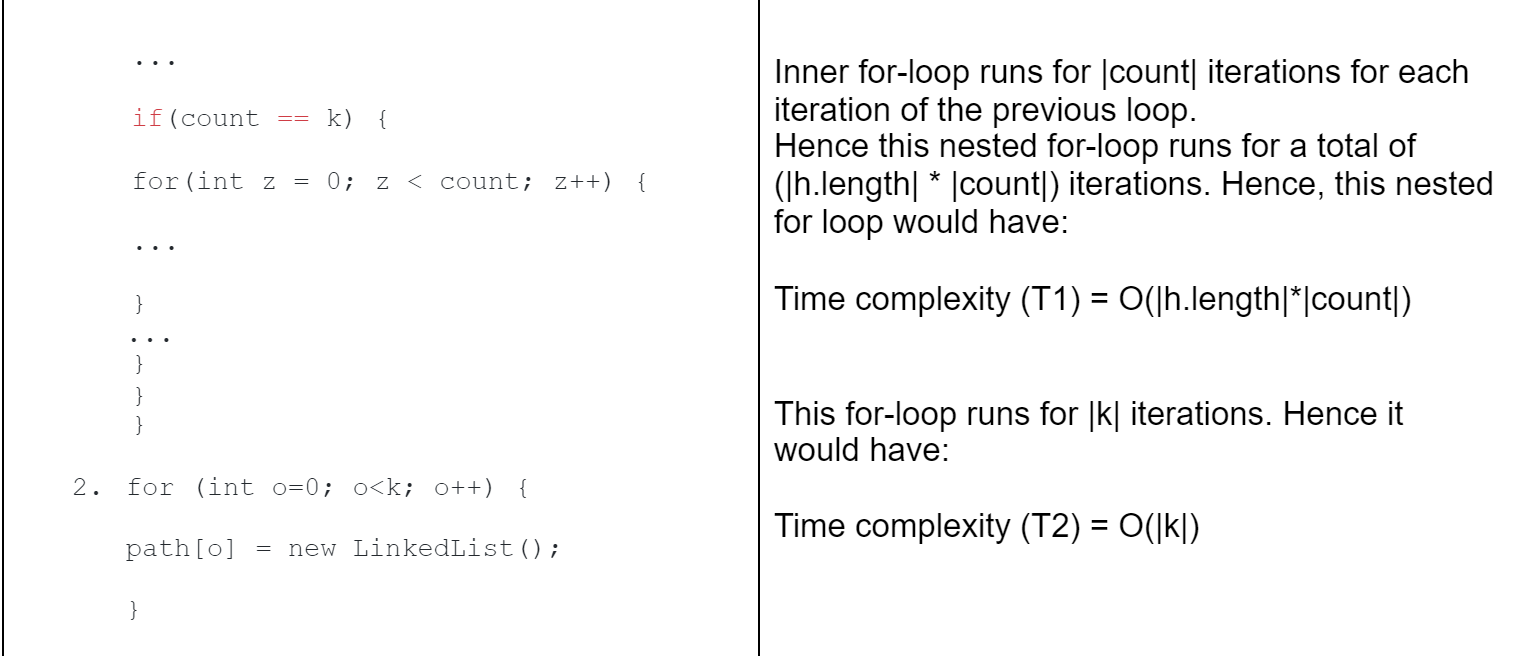 ...
if(count == k) {
for(int z = 0; z < count; z++) {
...
}
...
}
}
}
2. for (int o=0; o<k; o++) {
path[o] = new LinkedList();
}
Inner for-loop runs for |count| iterations for each
iteration of the previous loop.
Hence this nested for-loop runs for a total of
(|h.length| * |count|) iterations. Hence, this nested
for loop would have:
Time complexity (T1) = O(|h.length|*|count|)
This for-loop runs for |k| iterations. Hence it
would have:
Time complexity (T2) = O(|k|)